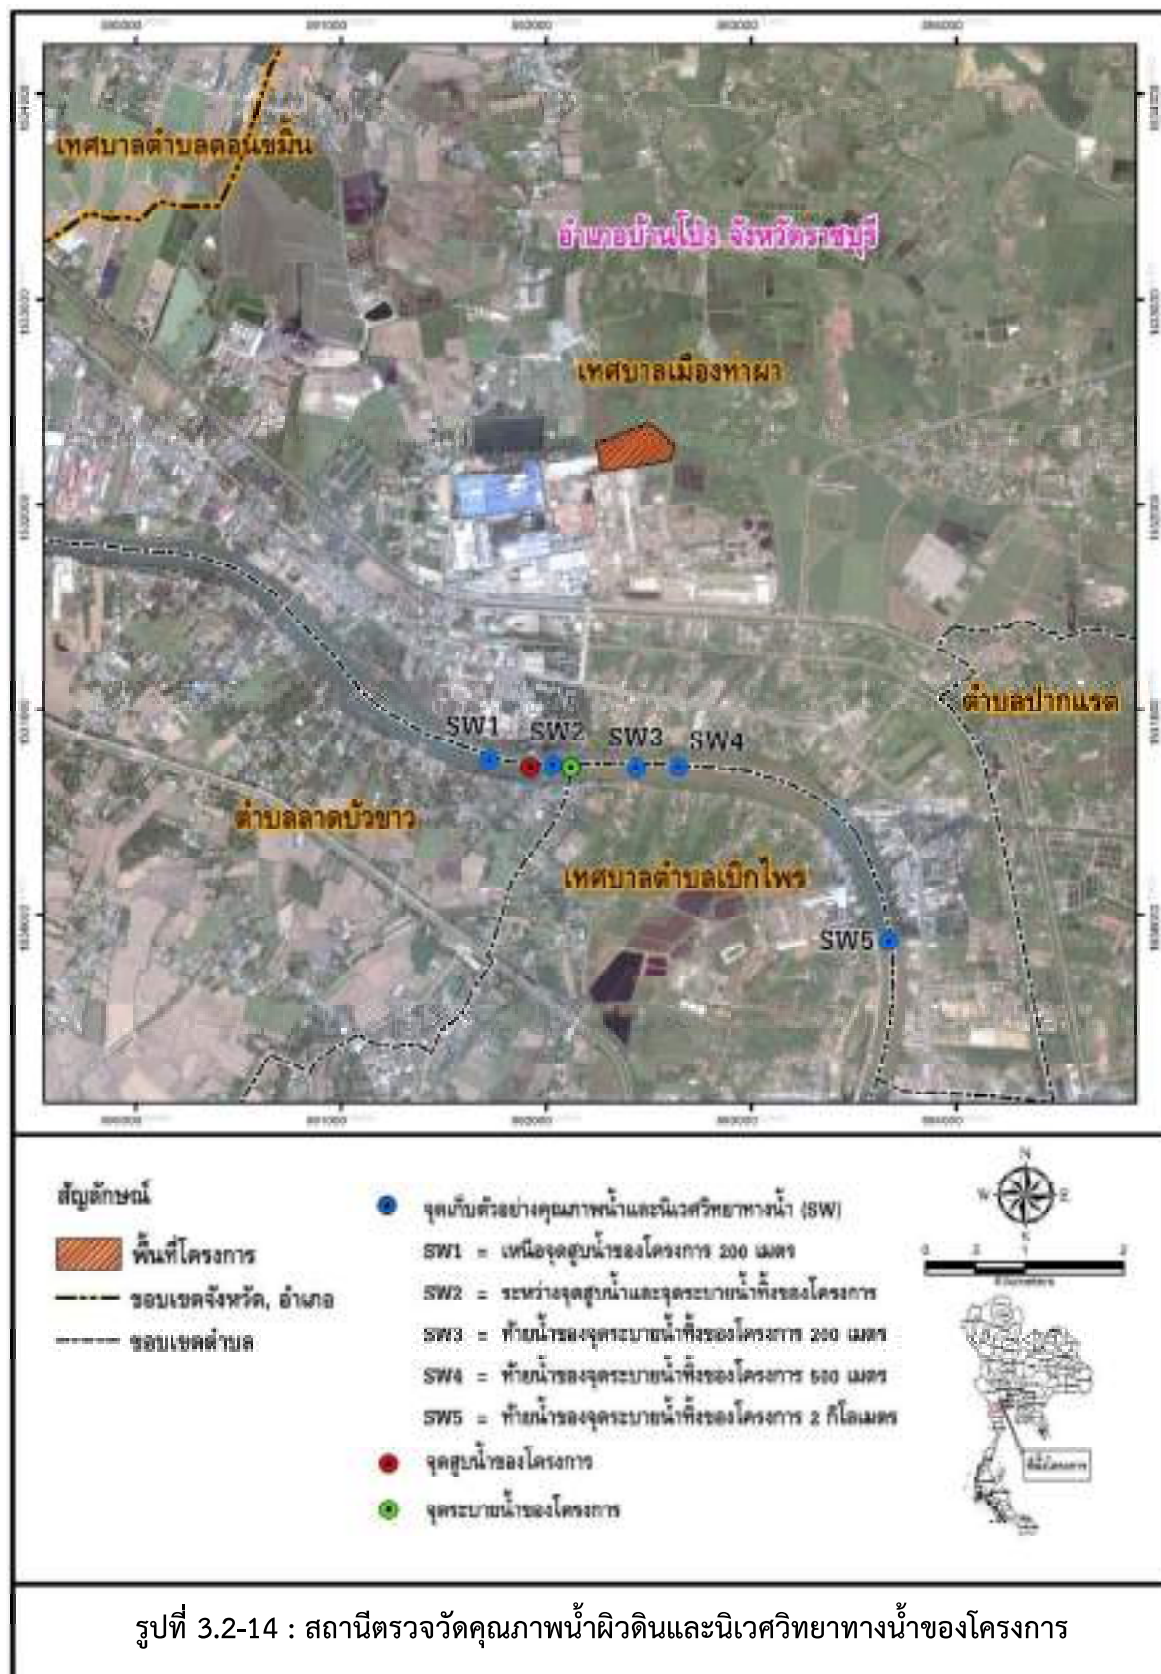 เทศบาลตำบลดอนขมิ้น
อำเภอบ้านโป่ง จังหวัดราชบุรี
เทศบาลเมืองท่าผา
ตำบลปากแรต
SW1
SW2
SW3
SW4
ตำบลลาดบัวขาว
เทศบาลตำบลเบิกไพร
SW5
สัญลักษณ์
พื้นที่โครงการ
ขอบเขตจังหวัด, อำเภอ
ขอบเขตตำบล
จุดเก็บตัวอย่างคุณภาพน้ำและนิเวศวิทยาทางน้ำ (SW)
SW1 = เหนือจุดสูบน้ำของโครงการ 200 เมตร
SW2 = ระหว่างจุดสูบน้ำและจุดระบายน้ำทิ้งของโครงการ
SW3 = ท้ายน้ำของจุดระบายน้ำทิ้งของโครงการ 200 เมตร
SW4 = ท้ายน้ำของจุดระบายน้ำทิ้งของโครงการ 500 เมตร
SW5 = ท้ายน้ำของจุดระบายน้ำทิ้งของโครงการ 2 กิโลเมตร
จุดสูบน้ำของโครงการ
จุดระบายน้ำของโครงการ
N
W E
S
Kilometers
ที่ตั้งโครงการ
รูปที่ 3.2-14 : สถานีตรวจวัดคุณภาพน้ำผิวดินและนิเวศวิทยาทางน้ำของโครงการ